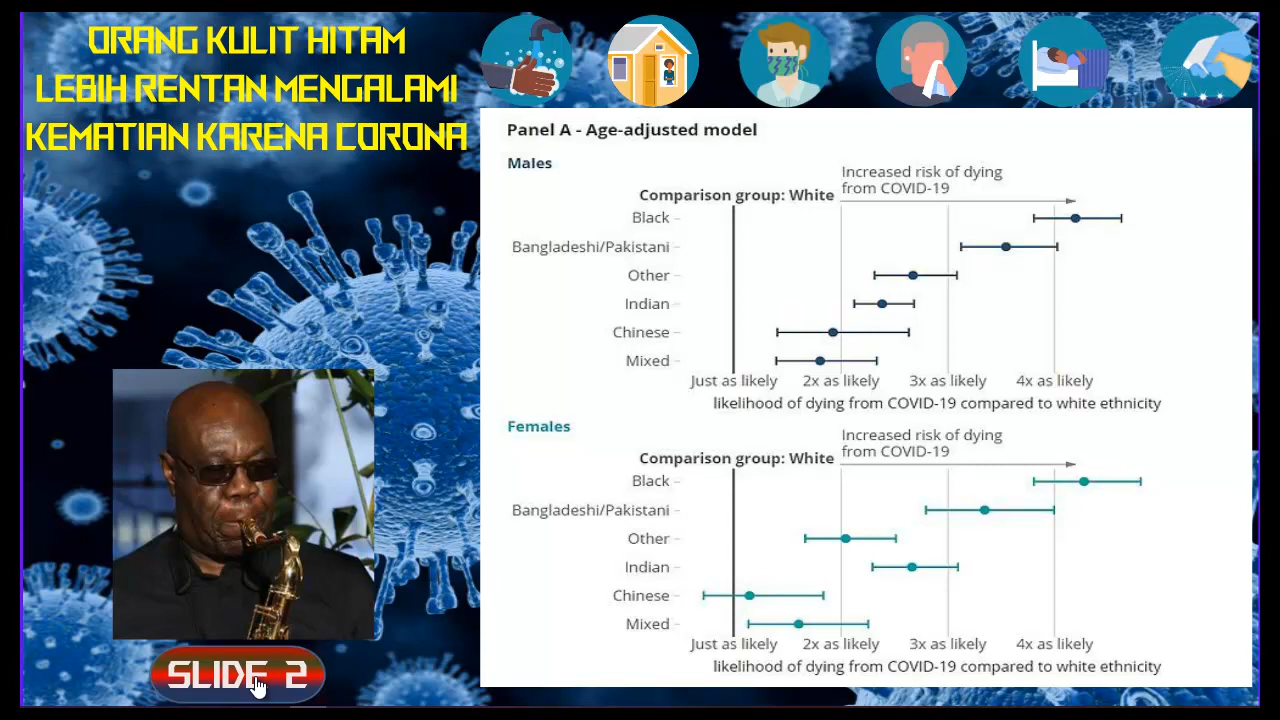 ORANG KULIT HITAM
LEBIH RENTAN MENGALAMI
KEMATIAN KARENA CORONA
Panel A - Age-adjusted model
Males
Increased risk of dying
from COVID-19
Comparison group: White
Black
Bangladeshi/Pakistani
Other
Indian
Chinese
Mixed
Just as likely 2x as likely 3x as likely 4x as likely
likelihood of dying from COVID-19 compared to white ethnicity
Females
Increased risk of dying
from COVID-19
Comparison group: White
Black
Bangladeshi/Pakistani
Other
Indian
Chinese
Mixed
Just as likely 2x as likely 3x as likely 4x as likely
likelihood of dying from COVID-19 compared to white ethnicity
SLIDE 2